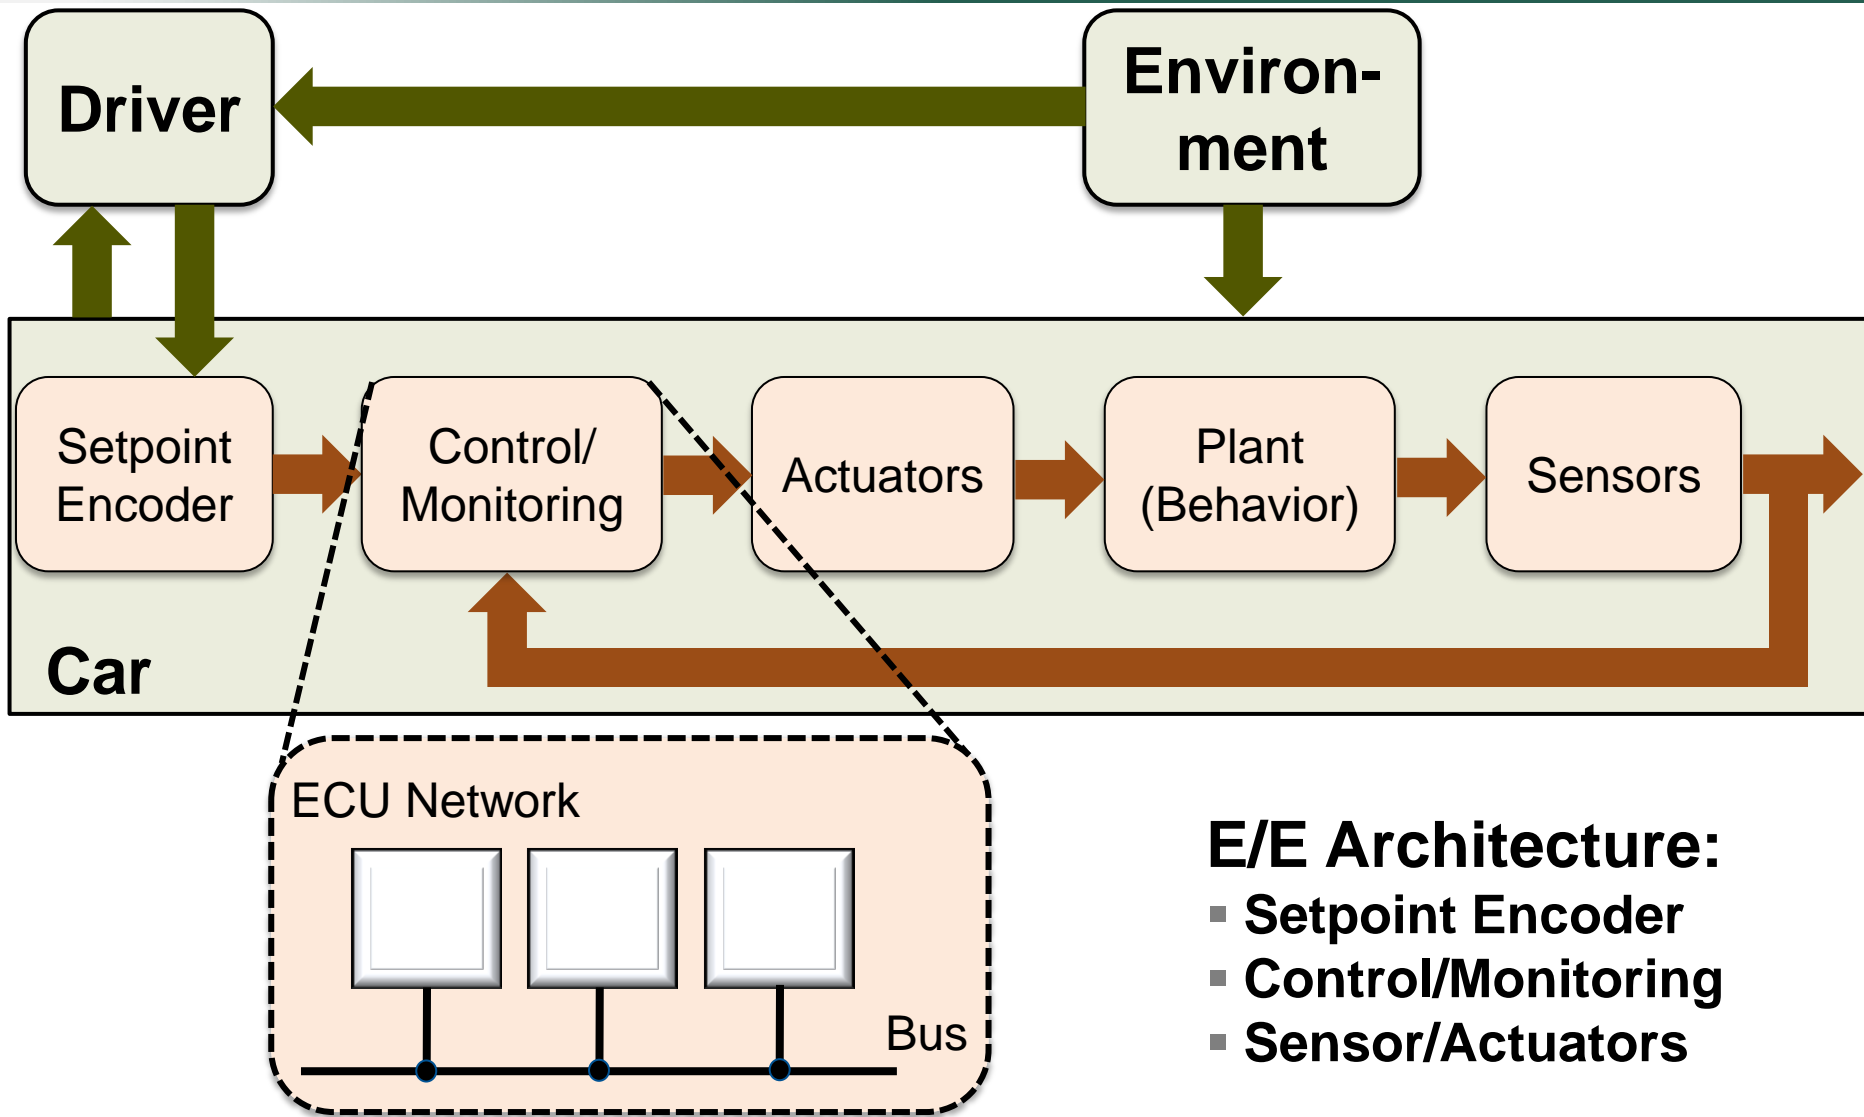 Driver
Environ-
ment
Setpoint
Encoder
Control/
Monitoring
Actuators
Plant
(Behavior)
Sensors
Car
ECU Network
Bus
E/E Architecture:
Setpoint Encoder
Control/Monitoring
Sensor/Actuators